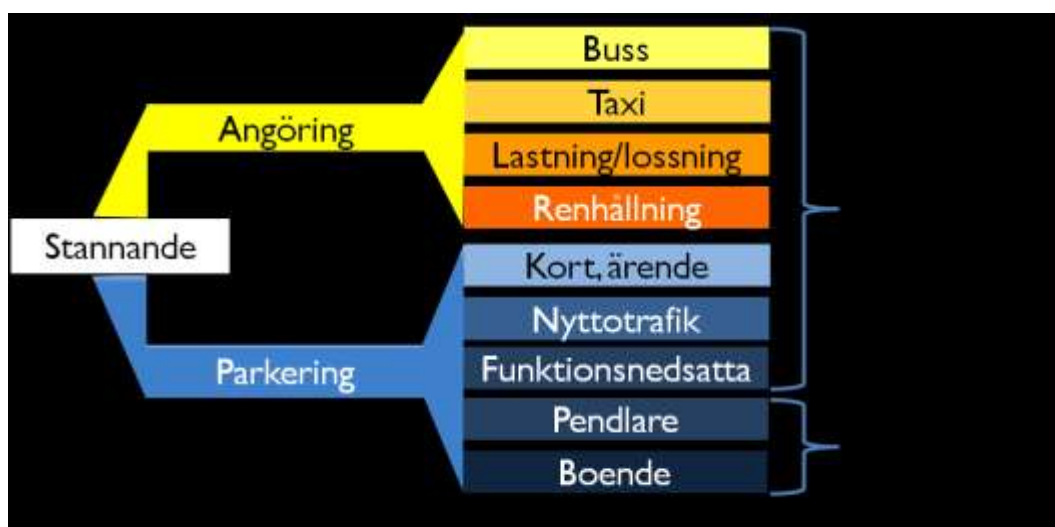 Stannande
Angöring
Buss
Taxi
Lastning/lossning
Renhållning
Parkering
Kort, ärende
Nyttotrafik
Funktionsnedsatta
Pendlare
Boende